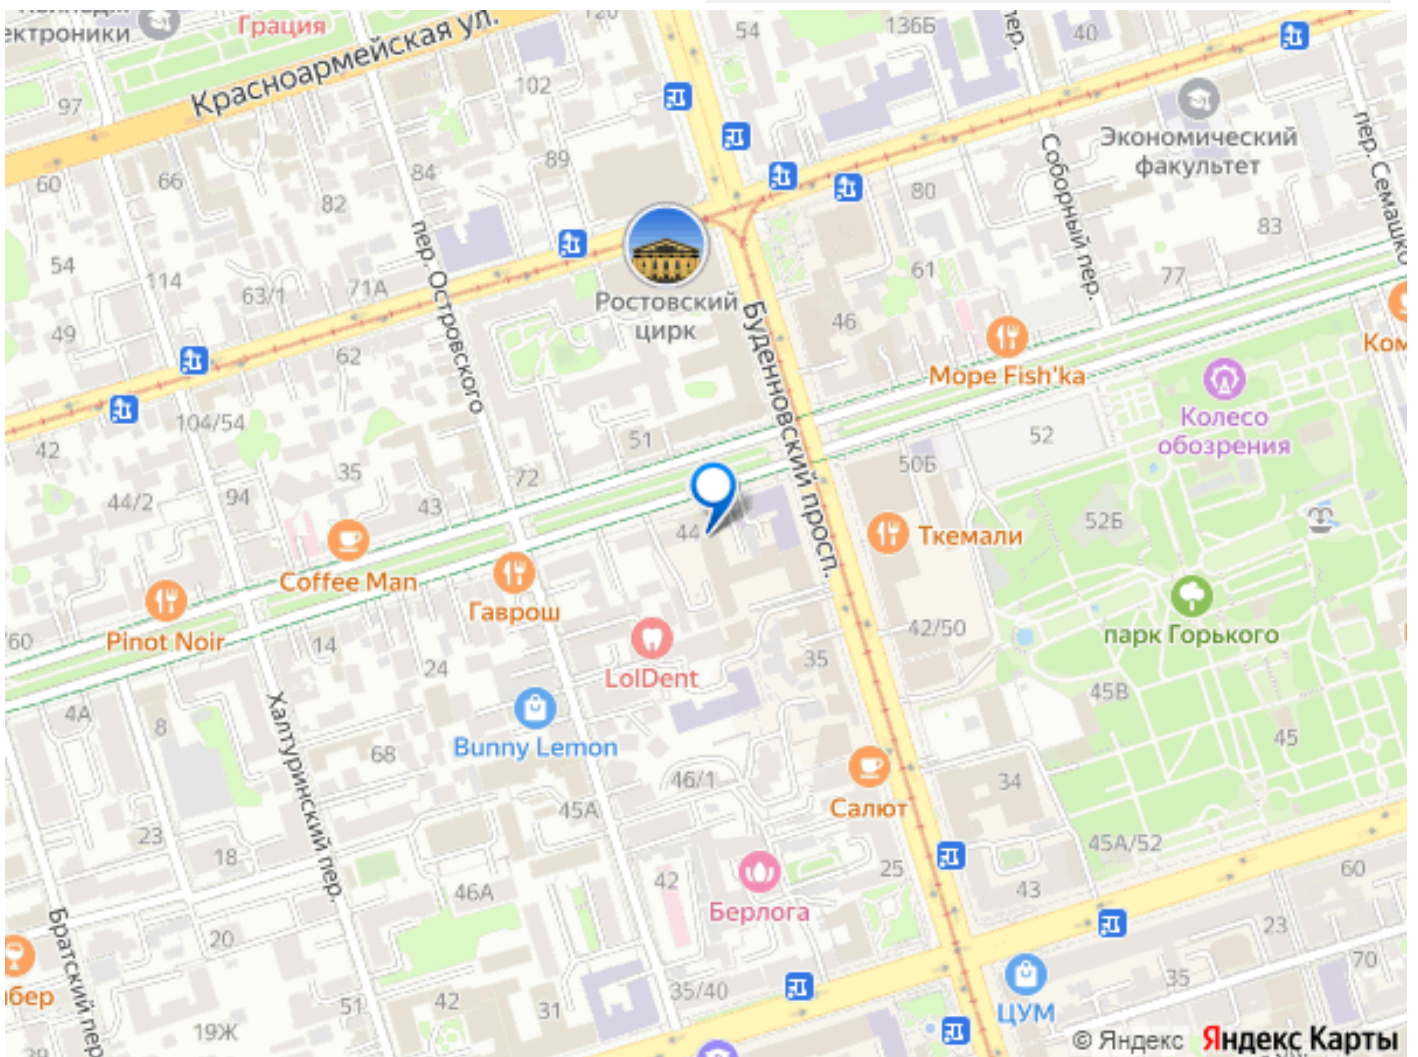 ектроники
Грация
Красноармейская ул.
120
54
136Б
пер.
40
97
102
Экономический
факультет
пер. Семашко
Соборный пер.
89
84
60
66
82
80
83
пер. Островского
54
114
63/1
71А
61
77
Ростовский
цирк
Буденновский просп.
46
49
62
Море Fish'ka
Ком
Колесо
обозрения
104/54
42
51
52
35
72
50Б
44/2
94
43
52Б
44
Ткемали
Coffee Man
Гаврош
Pinot Noir
60
14
24
LolDent
42/50
парк Горького
35
45В
4А
8
Халтуринский пер.
Bunny Lemon
68
45
46/1
34
Салют
45А
23
18
45А/52
25
60
46А
42
43
Берлога
Братский пер
20
23
бер
51
42
31
35/40
35
70
ЦУМ
19Ж
39
© Яндекс Яндекс Карты